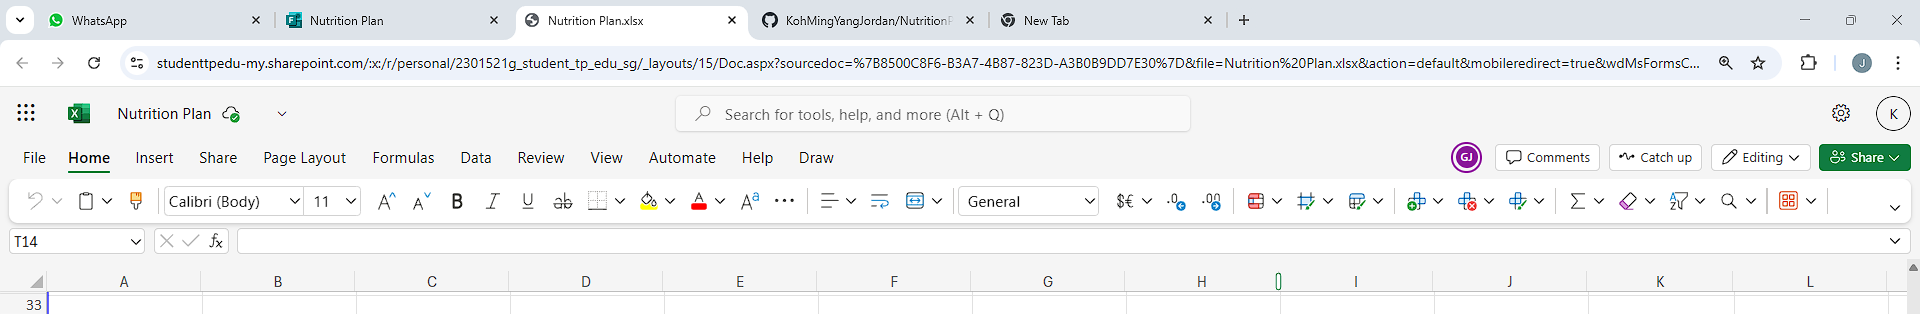 WhatsApp
Nutrition Plan
Nutrition Plan.xlsx
KohMingYangJordan/NutritionP
New Tab
studenttpedu-my.sharepoint.com/:x:/r/personal/2301521g_student_tp_edu_sg/_layouts/15/Doc.aspx?sourcedoc=%7B8500C8F6-B3A7-4B87-823D-A3B0B9DD7E30%7D&file=Nutrition%20Plan.xlsx&action=default&mobileredirect=true&wdMsFormsC...
J
Nutrition Plan
Search for tools, help, and more (Alt + Q)
K
File Home Insert Share Page Layout Formulas Data Review View Automate Help Draw
GJ
Comments
Catch up
Editing
Share
Calibri (Body) 11
General
T14
fx
A B C D E F G H I J K L
33